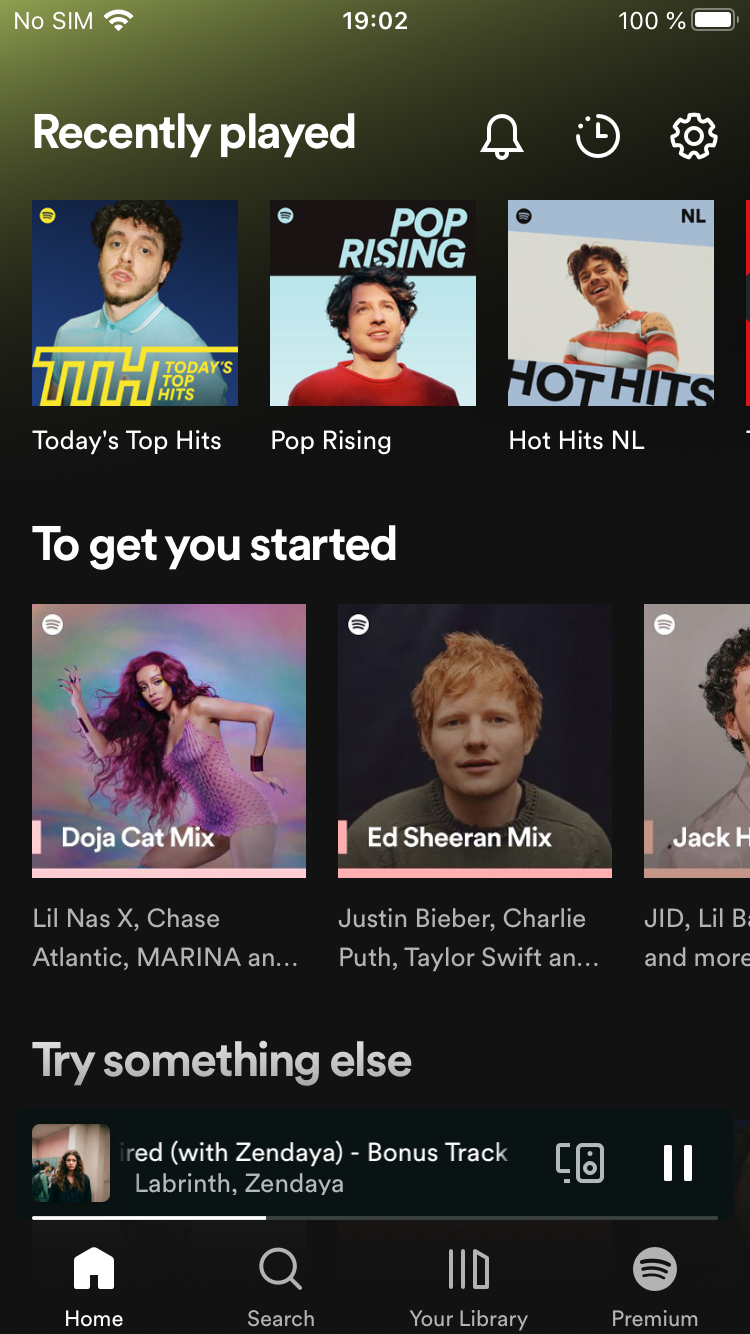 No SIM 19:02 100 %
Recently played
NL
POP
RISING
TTH TODAY'S
TOP
HITS
HOT HITS
Today's Top Hits
Pop Rising
Hot Hits NL
To get you started
Doja Cat Mix
Ed Sheeran Mix
Jack H
Lil Nas X, Chase
Atlantic, MARINA an...
Justin Bieber, Charlie
Puth, Taylor Swift an...
JID, Lil Ba
and more
Try something else
ired (with Zendaya) - Bonus Track
Labrinth, Zendaya
Home
Search
Your Library
Premium